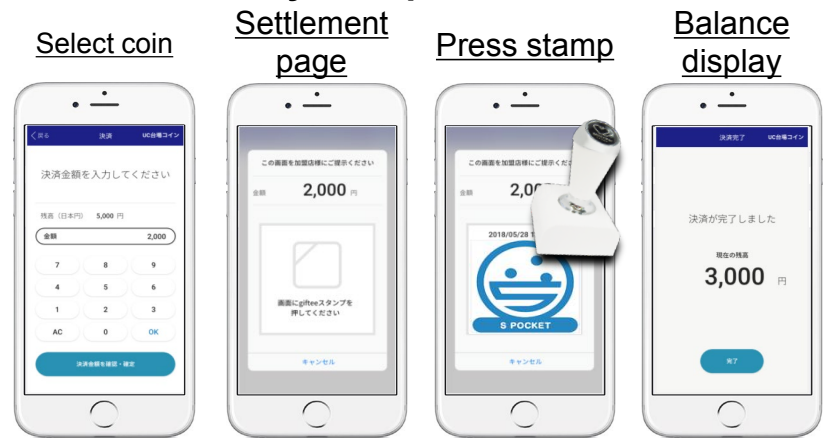 Select coin
Settlement
page
Press stamp
Balance
display
戻る 決済 UC台場コイン
決済金額を入力してください
残高（日本円） 5,000 円
金額 2,000
7 8 9
4 5 6
1 2 3
AC 0 OK
決済金額を確認・確定
この画面を加盟店様にご提示ください
金額 2,000 円
画面にgifteeスタンプを
押してください
キャンセル
この画面を加盟店様にご提示くだ
金額 2,00
2018/05/28 1
S POCKET
キャンセル
決済完了 UC台場コイン
決済が完了しました
現在の残高
3,000 円
完了